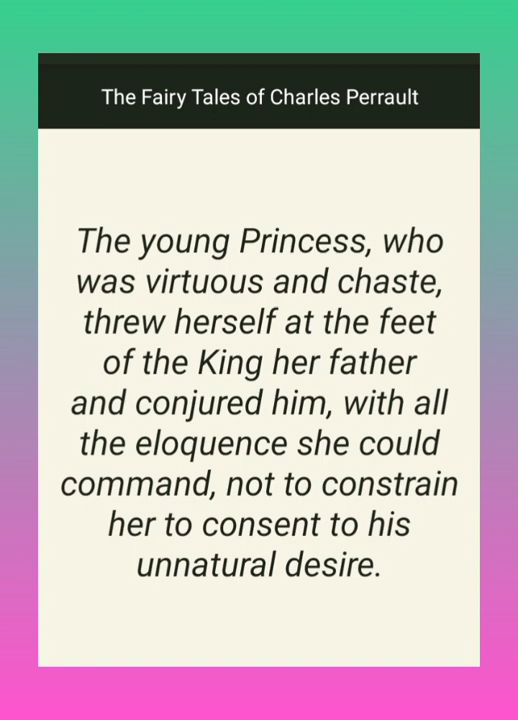 The Fairy Tales of Charles Perrault
The young Princess, who
was virtuous and chaste,
threw herself at the feet
of the King her father
and conjured him, with all
the eloquence she could
command, not to constrain
her to consent to his
unnatural desire.